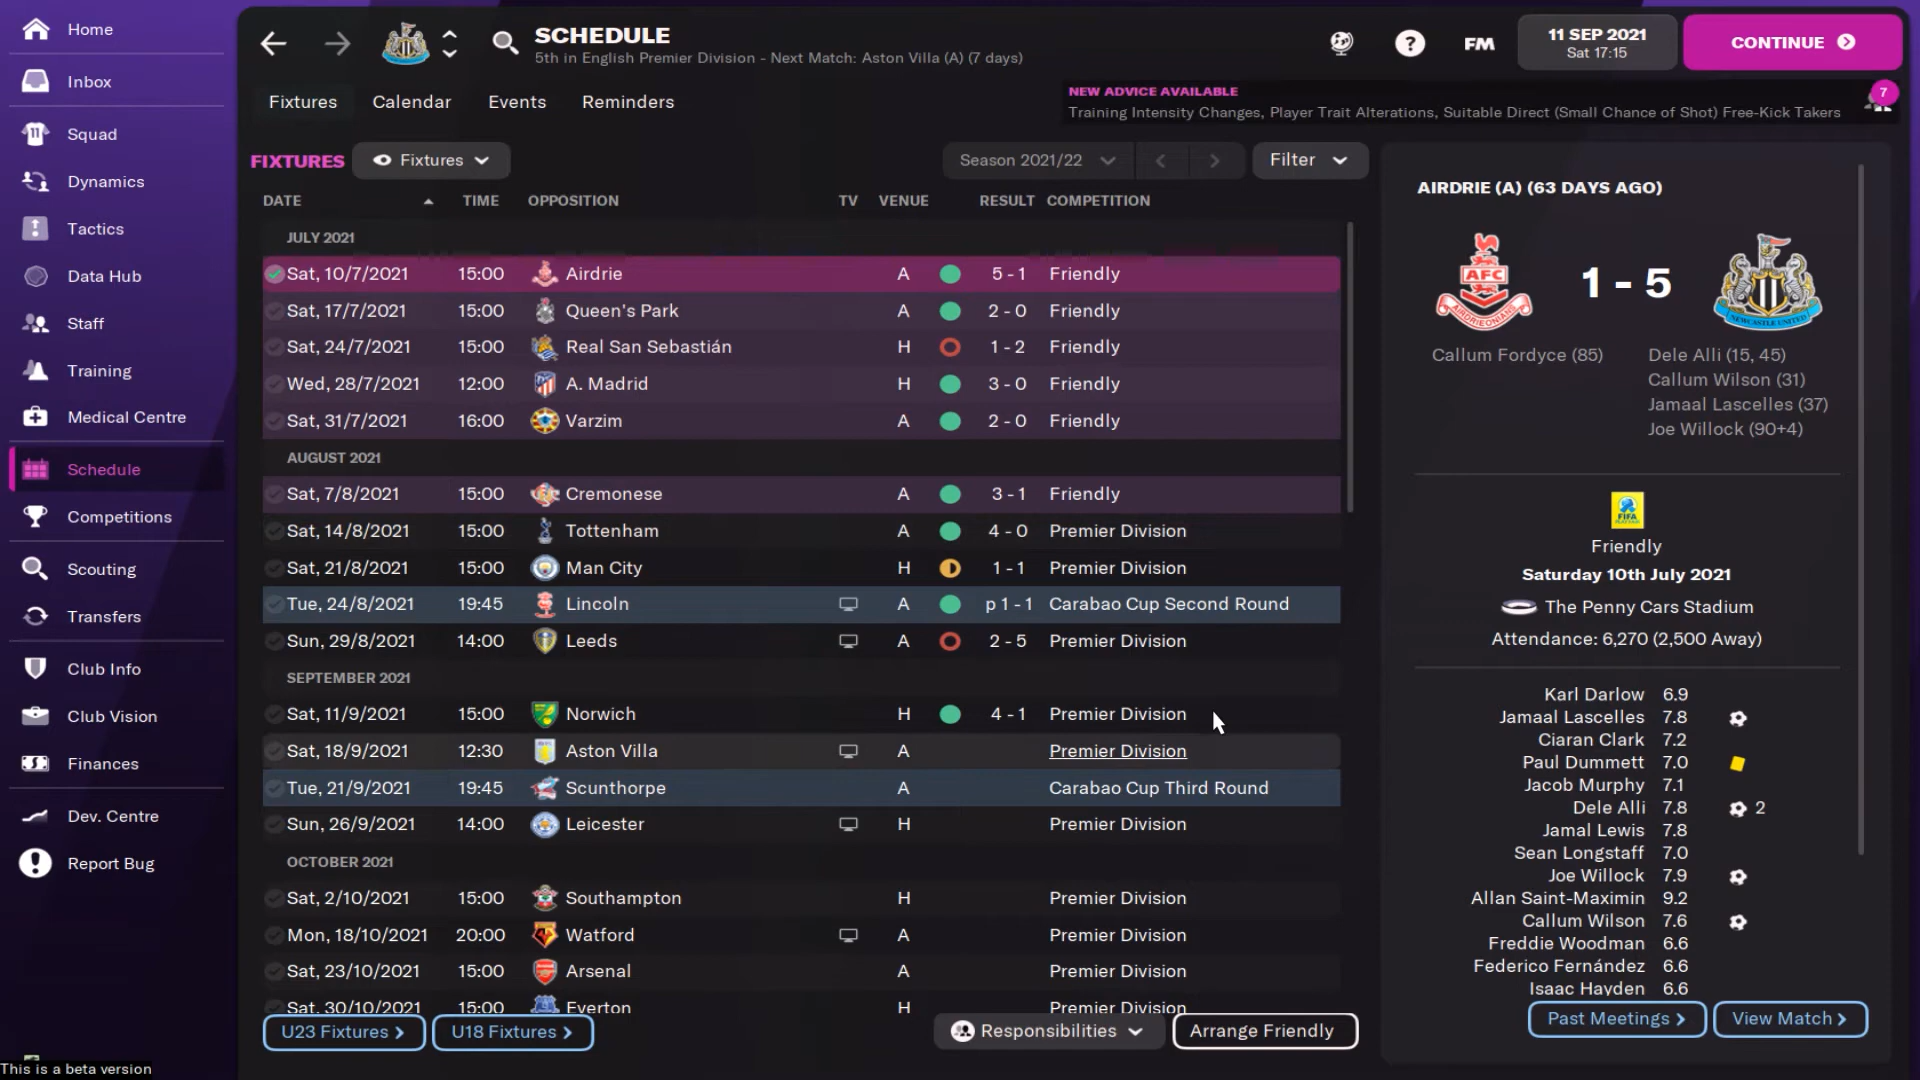 Home
Inbox
Squad
Dynamics
Tactics
Data Hub
Staff
Training
Medical Centre
Schedule
Competitions
Scouting
Transfers
Club Info
Club Vision
Finances
Dev. Centre
Report Bug
This is a beta version
SCHEDULE
5th in English Premier Division - Next Match: Aston Villa (A) (7 days)
FM
11 SEP 2021
Sat 17:15
CONTINUE
Fixtures Calendar Events Reminders
NEW ADVICE AVAILABLE
Training Intensity Changes, Player Trait Alterations, Suitable Direct (Small Chance of Shot) Free-Kick Takers
7
FIXTURES Fixtures Season 2021/22 Filter
DATE TIME OPPOSITION TV VENUE RESULT COMPETITION
JULY 2021
Sat, 10/7/2021 15:00 Airdrie A 5 - 1 Friendly
Sat, 17/7/2021 15:00 Queen's Park A 2 - 0 Friendly
Sat, 24/7/2021 15:00 Real San Sebastián H 1 - 2 Friendly
Wed, 28/7/2021 12:00 A. Madrid H 3 - 0 Friendly
Sat, 31/7/2021 16:00 Varzim A 2 - 0 Friendly
AUGUST 2021
Sat, 7/8/2021 15:00 Cremonese A 3 - 1 Friendly
Sat, 14/8/2021 15:00 Tottenham A 4 - 0 Premier Division
Sat, 21/8/2021 15:00 Man City H 1 - 1 Premier Division
Tue, 24/8/2021 19:45 Lincoln A p 1 - 1 Carabao Cup Second Round
Sun, 29/8/2021 14:00 Leeds A 2 - 5 Premier Division
SEPTEMBER 2021
Sat, 11/9/2021 15:00 Norwich H 4 - 1 Premier Division
Sat, 18/9/2021 12:30 Aston Villa A Premier Division
Tue, 21/9/2021 19:45 Scunthorpe A Carabao Cup Third Round
Sun, 26/9/2021 14:00 Leicester H Premier Division
OCTOBER 2021
Sat, 2/10/2021 15:00 Southampton H Premier Division
Mon, 18/10/2021 20:00 Watford A Premier Division
Sat, 23/10/2021 15:00 Arsenal A Premier Division
Sat, 30/10/2021 15:00 Everton H Premier Division
U23 Fixtures U18 Fixtures Responsibilities Arrange Friendly
AIRDRIE (A) (63 DAYS AGO)
AFC
AIRDRIEONIANS
1 - 5
NEWCASTLE UNITED
Callum Fordyce (85)
Dele Alli (15, 45)
Callum Wilson (31)
Jamaal Lascelles (37)
Joe Willock (90+4)
FIFA
Friendly
Saturday 10th July 2021
The Penny Cars Stadium
Attendance: 6,270 (2,500 Away)
Karl Darlow 6.9
Jamaal Lascelles 7.8
Ciaran Clark 7.2
Paul Dummett 7.0
Jacob Murphy 7.1
Dele Alli 7.8 2
Jamal Lewis 7.8
Sean Longstaff 7.0
Joe Willock 7.9
Allan Saint-Maximin 9.2
Callum Wilson 7.6
Freddie Woodman 6.6
Federico Fernández 6.6
Isaac Hayden 6.6
Past Meetings View Match